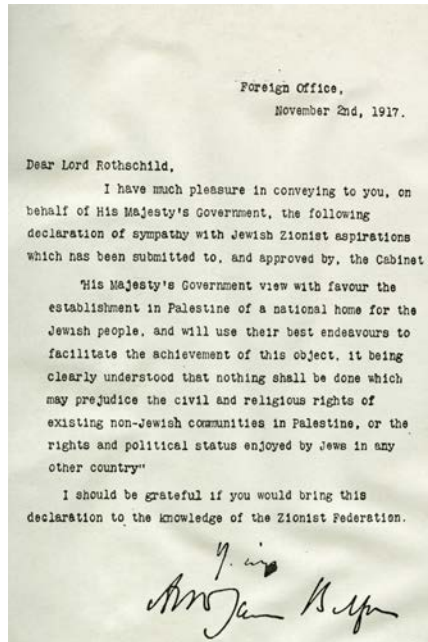 Foreign Office,
November 2nd, 1917.
Dear Lord Rothschild,
I have much pleasure in conveying to you, on
behalf of His Majesty's Government, the following
declaration of sympathy with Jewish Zionist aspirations
which has been submitted to, and approved by, the Cabinet
"His Majesty's Government view with favour the
establishment in Palestine of a national home for the
Jewish people, and will use their best endeavours to
facilitate the achievement of this object, it being
clearly understood that nothing shall be done which
may prejudice the civil and religious rights of
existing non-Jewish communities in Palestine, or the
rights and political status enjoyed by Jews in any
other country"
I should be grateful if you would bring this
declaration to the knowledge of the Zionist Federation.